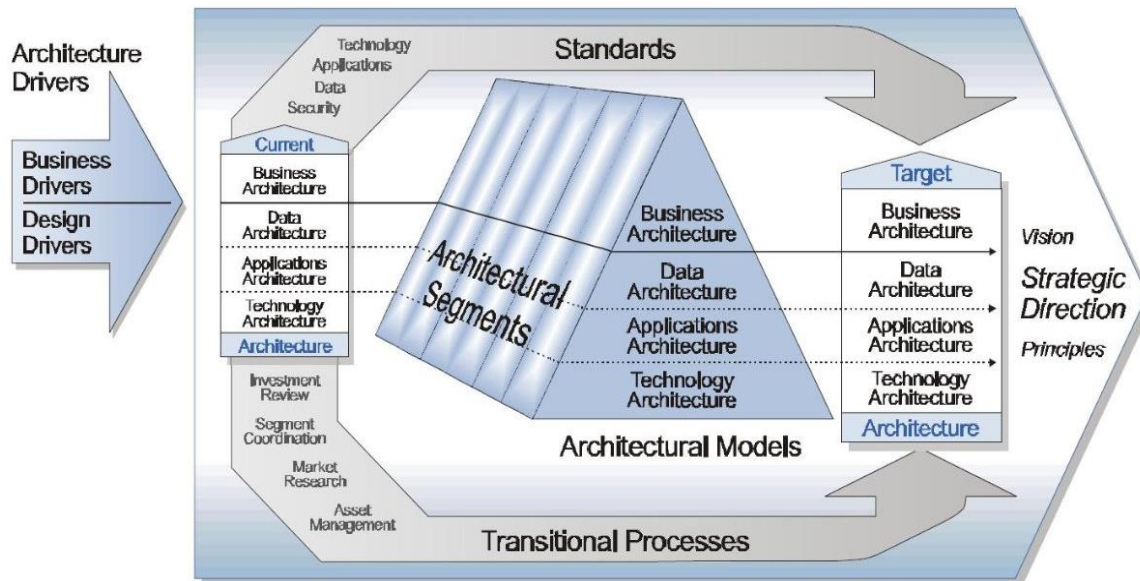 Architecture
Drivers
Business
Drivers
Design
Drivers
Technology
Applications
Data
Security
Standards
Current
Business
Architecture
Data
Architecture
Applications
Architecture
Technology
Architecture
Architecture
Investment
Review
Segment
Coordination
Market
Research
Asset
Management
Transitional Processes
Architectural
Segments
Business
Architecture
Data
Architecture
Applications
Architecture
Technology
Architecture
Architectural Models
Target
Business
Architecture
Data
Architecture
Applications
Architecture
Technology
Architecture
Architecture
Vision
Strategic
Direction
Principles